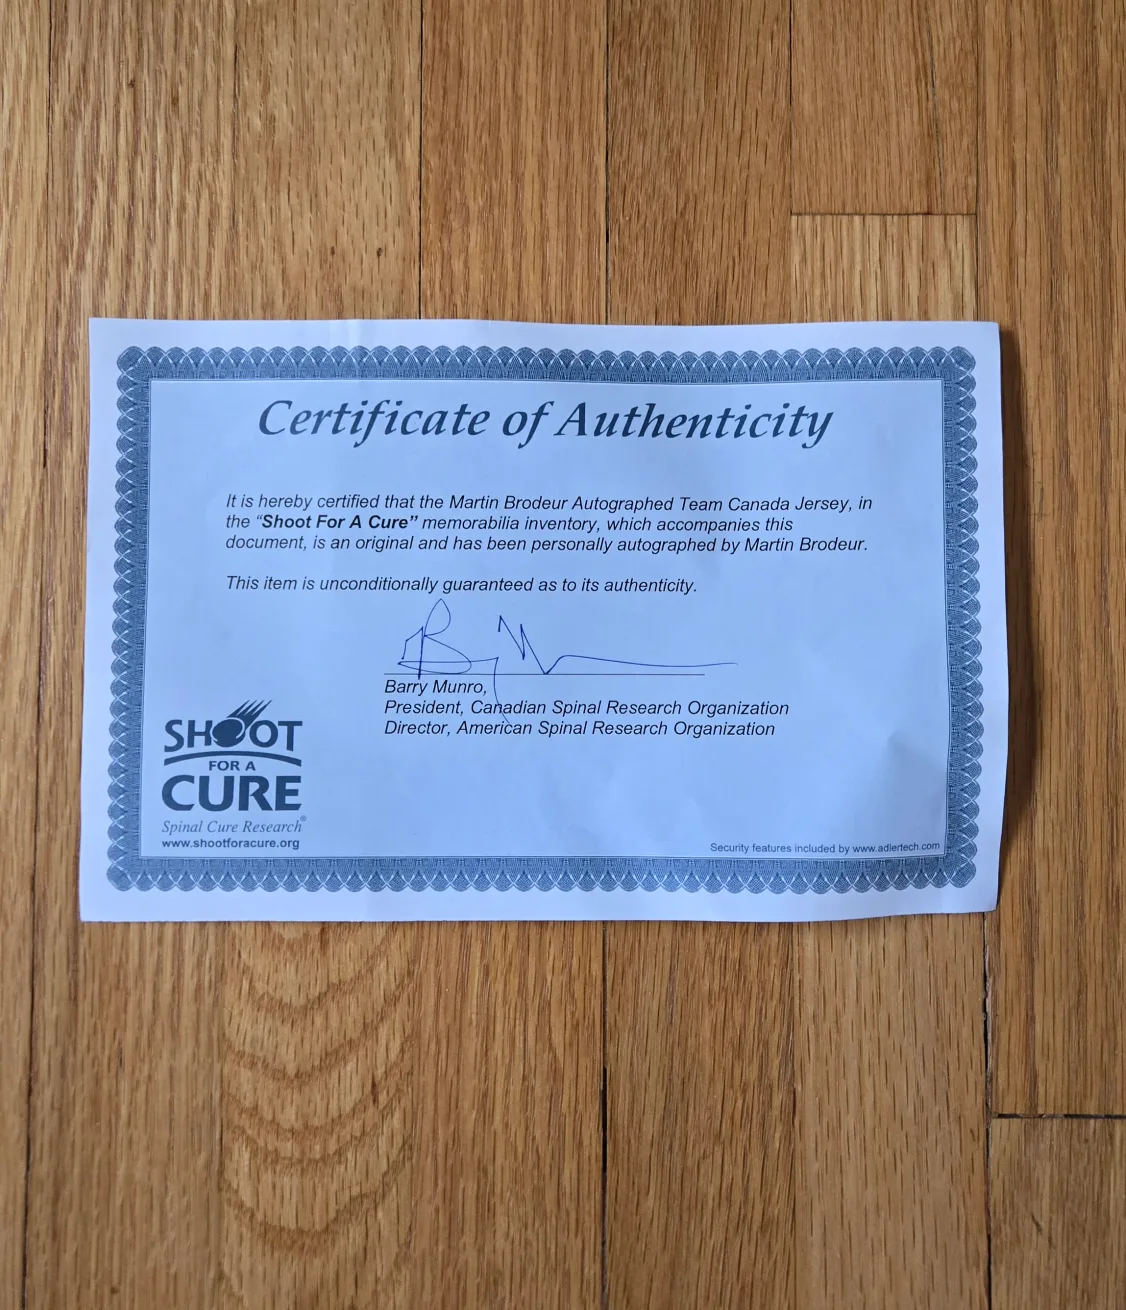 Certificate of Authenticity
It is hereby certified that the Martin Brodeur Autographed Team Canada Jersey, in
the “Shoot For A Cure” memorabilia inventory, which accompanies this
document, is an original and has been personally autographed by Martin Brodeur.
This item is unconditionally guaranteed as to its authenticity.
Barry Munro,
President, Canadian Spinal Research Organization
Director, American Spinal Research Organization
SHOOT
FOR A
CURE
Spinal Cure Research®
www.shootforacure.org
Security features included by www.adlertech.com